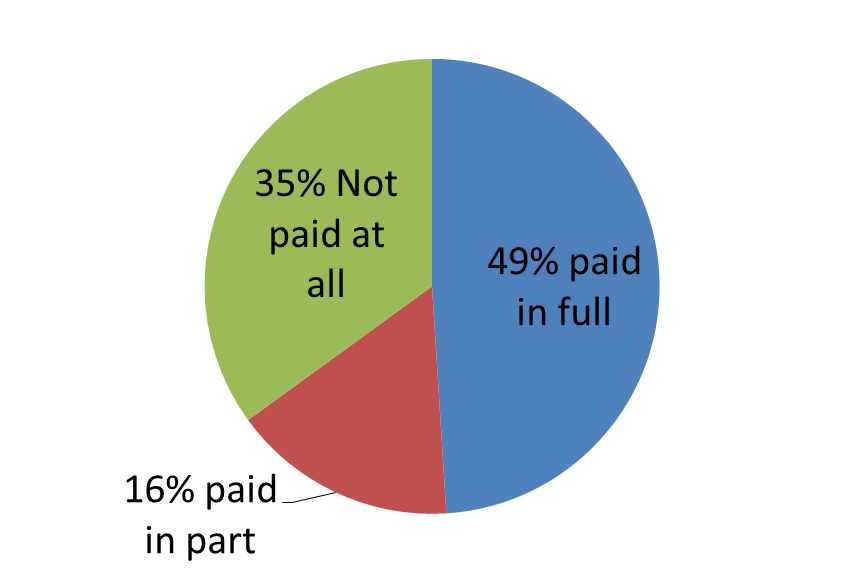 35% Not
paid at
all
49% paid
in full
16% paid
in part